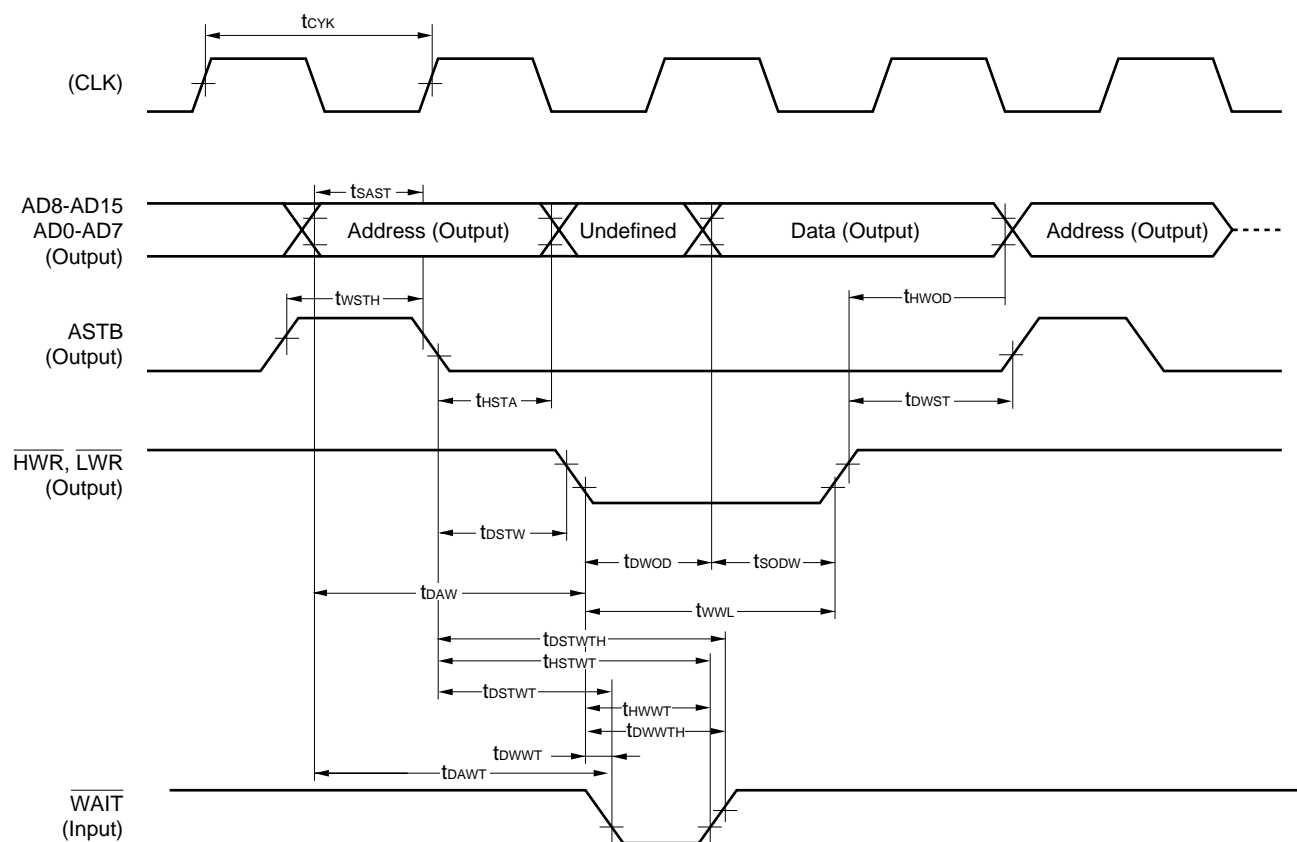 tCYK
(CLK)
tSAST
AD8-AD15
AD0-AD7
(Output)
Address (Output)
Undefined
Data (Output)
Address (Output)
tWSTH
tHWOD
ASTB
(Output)
tHSTA
tDWST
HWR, LWR
(Output)
tDSTW
tDWOD
tSODW
tDAW
tWWL
tDSTWTH
tHSTWT
tDSTWT
tHWWT
tDWWTH
tDWWT
tDAWT
WAIT
(Input)